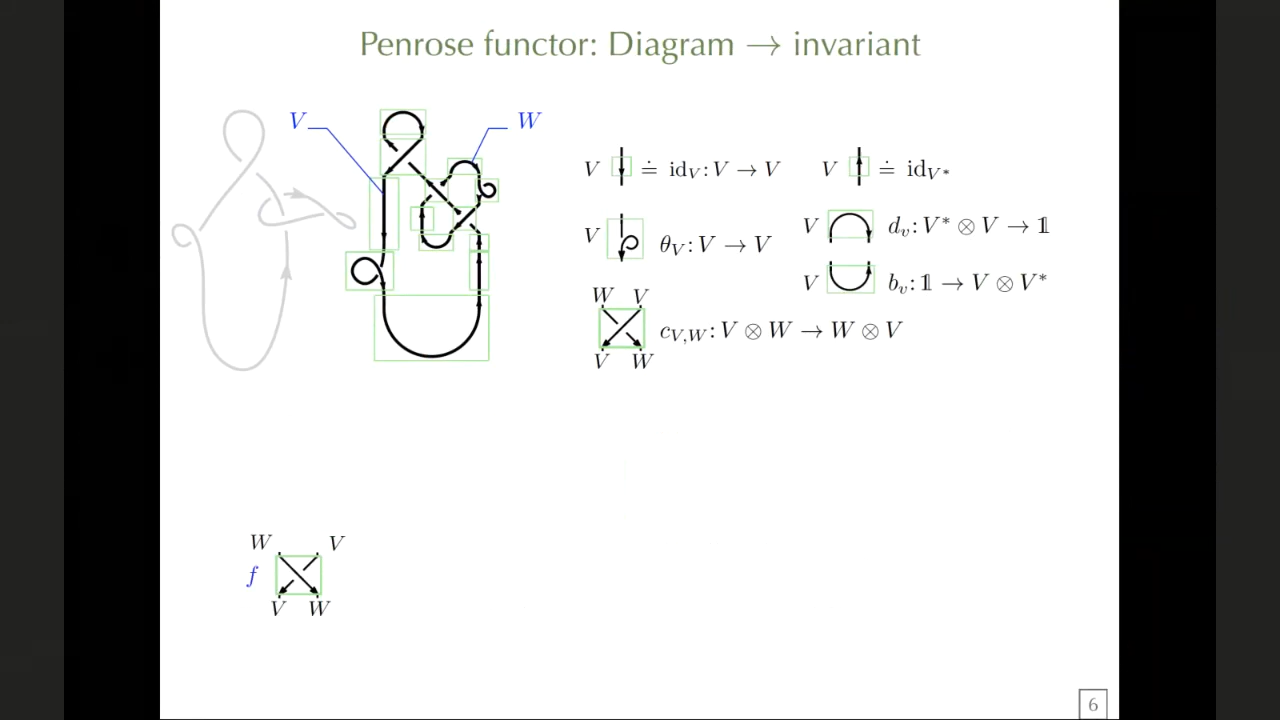 Penrose functor: Diagram → invariant
V
W
V ≐ id_V : V → V
V ≐ id_{V*}
V θ_V : V → V
V d_v : V* ⊗ V → 𝟙
V b_v : 𝟙 → V ⊗ V*
W V
c_{V,W} : V ⊗ W → W ⊗ V
V W
W V
f
V W
6